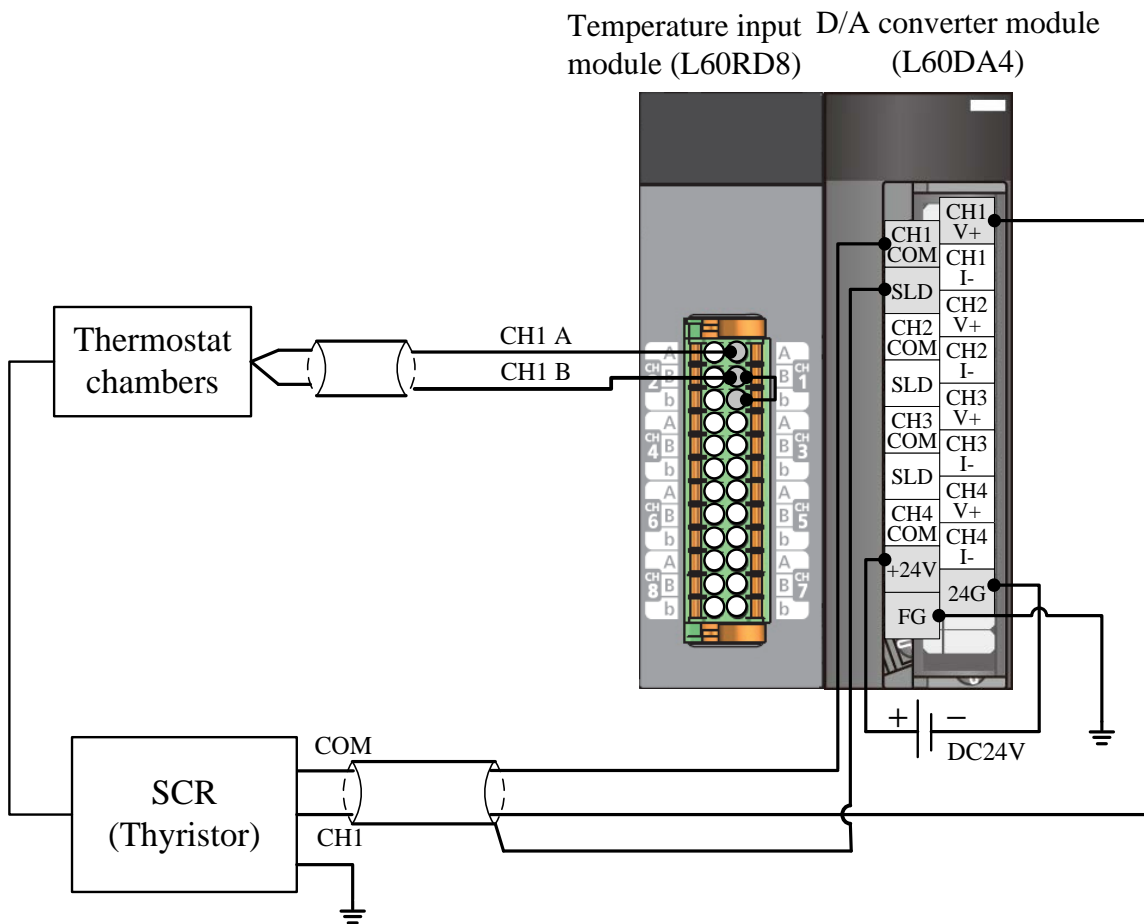 Temperature input
module (L60RD8)
D/A converter module
(L60DA4)
CH1
V+
CH1
COM
CH1
I-
SLD
CH2
V+
CH2
COM
CH2
I-
SLD
CH3
V+
CH3
COM
CH3
I-
SLD
CH4
V+
CH4
COM
CH4
I-
+24V
24G
FG
Thermostat
chambers
CH1 A
CH1 B
A
B
b
CH
2
A
B
b
CH
1
A
B
b
CH
4
A
B
b
CH
3
A
B
b
CH
6
A
B
b
CH
5
A
B
b
CH
8
A
B
b
CH
7
+
−
DC24V
SCR
(Thyristor)
COM
CH1